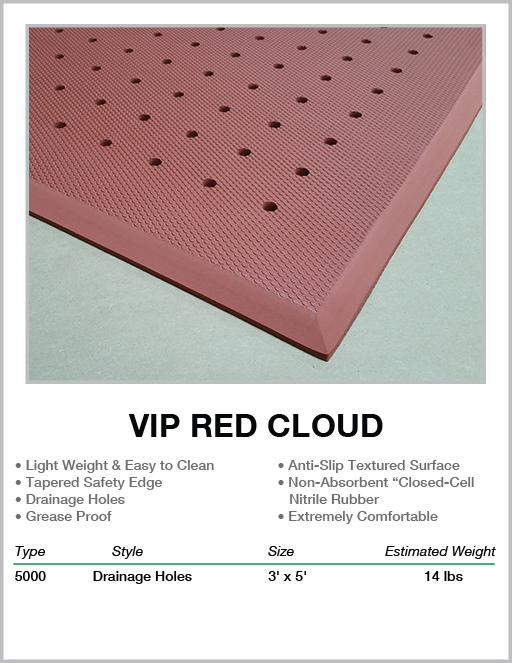 VIP RED CLOUD
• Light Weight & Easy to Clean
• Tapered Safety Edge
• Drainage Holes
• Grease Proof
• Anti-Slip Textured Surface
• Non-Absorbent “Closed-Cell
Nitrile Rubber
• Extremely Comfortable
Type Style Size Estimated Weight
5000 Drainage Holes 3' x 5' 14 lbs